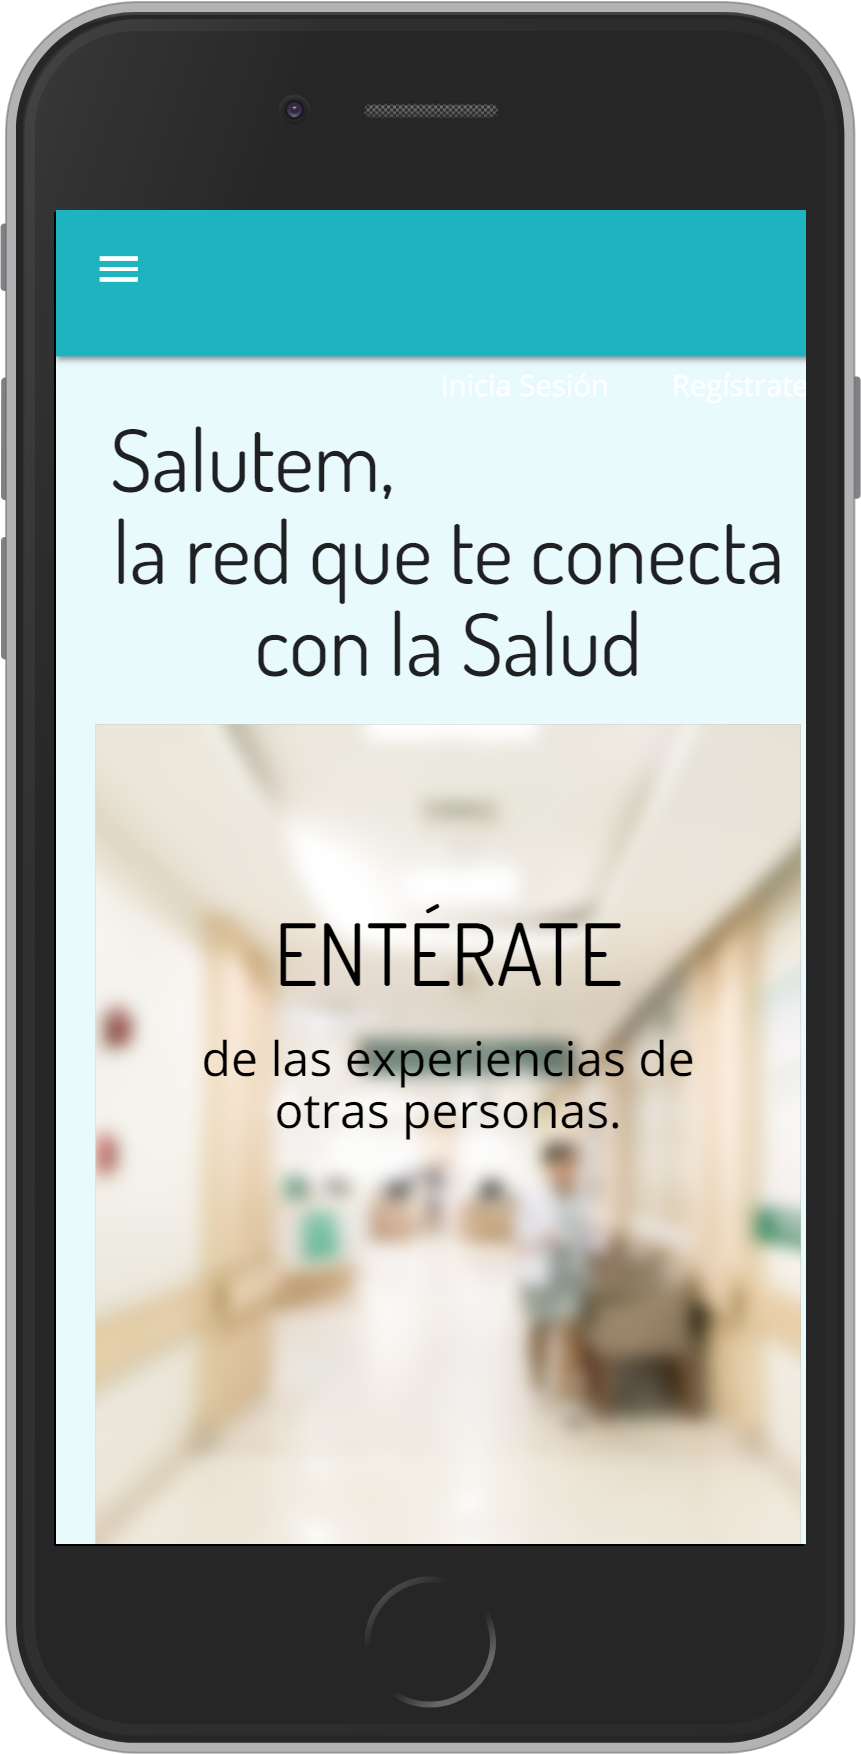 Inicia Sesión Regístrate
Salutem,
la red que te conecta
con la Salud
ENTÉRATE
de las experiencias de
otras personas.